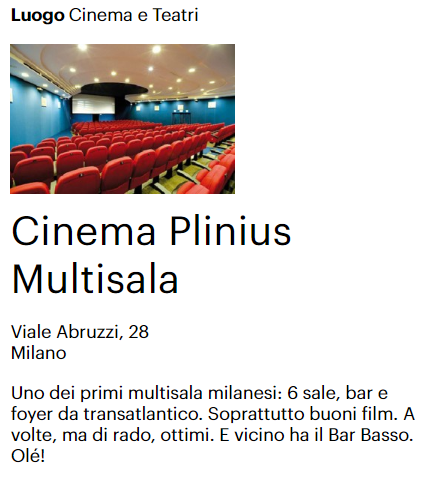 Luogo Cinema e Teatri
Cinema Plinius
Multisala
Viale Abruzzi, 28
Milano
Uno dei primi multisala milanesi: 6 sale, bar e
foyer da transatlantico. Soprattutto buoni film. A
volte, ma di rado, ottimi. E vicino ha il Bar Basso.
Olé!